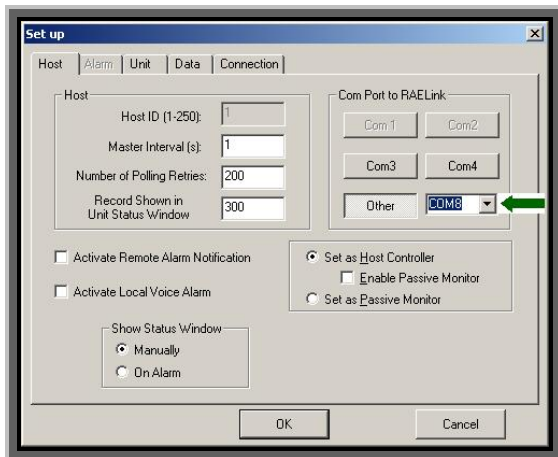 Set up
Host Alarm Unit Data Connection
Host
Host ID (1-250): 1
Master Interval (s): 1
Number of Polling Retries: 200
Record Shown in
Unit Status Window 300
Com Port to RAELink
Com 1 Com2
Com3 Com4
Other COM8
Activate Remote Alarm Notification
Activate Local Voice Alarm
Set as Host Controller
Enable Passive Monitor
Set as Passive Monitor
Show Status Window
Manually
On Alarm
OK Cancel